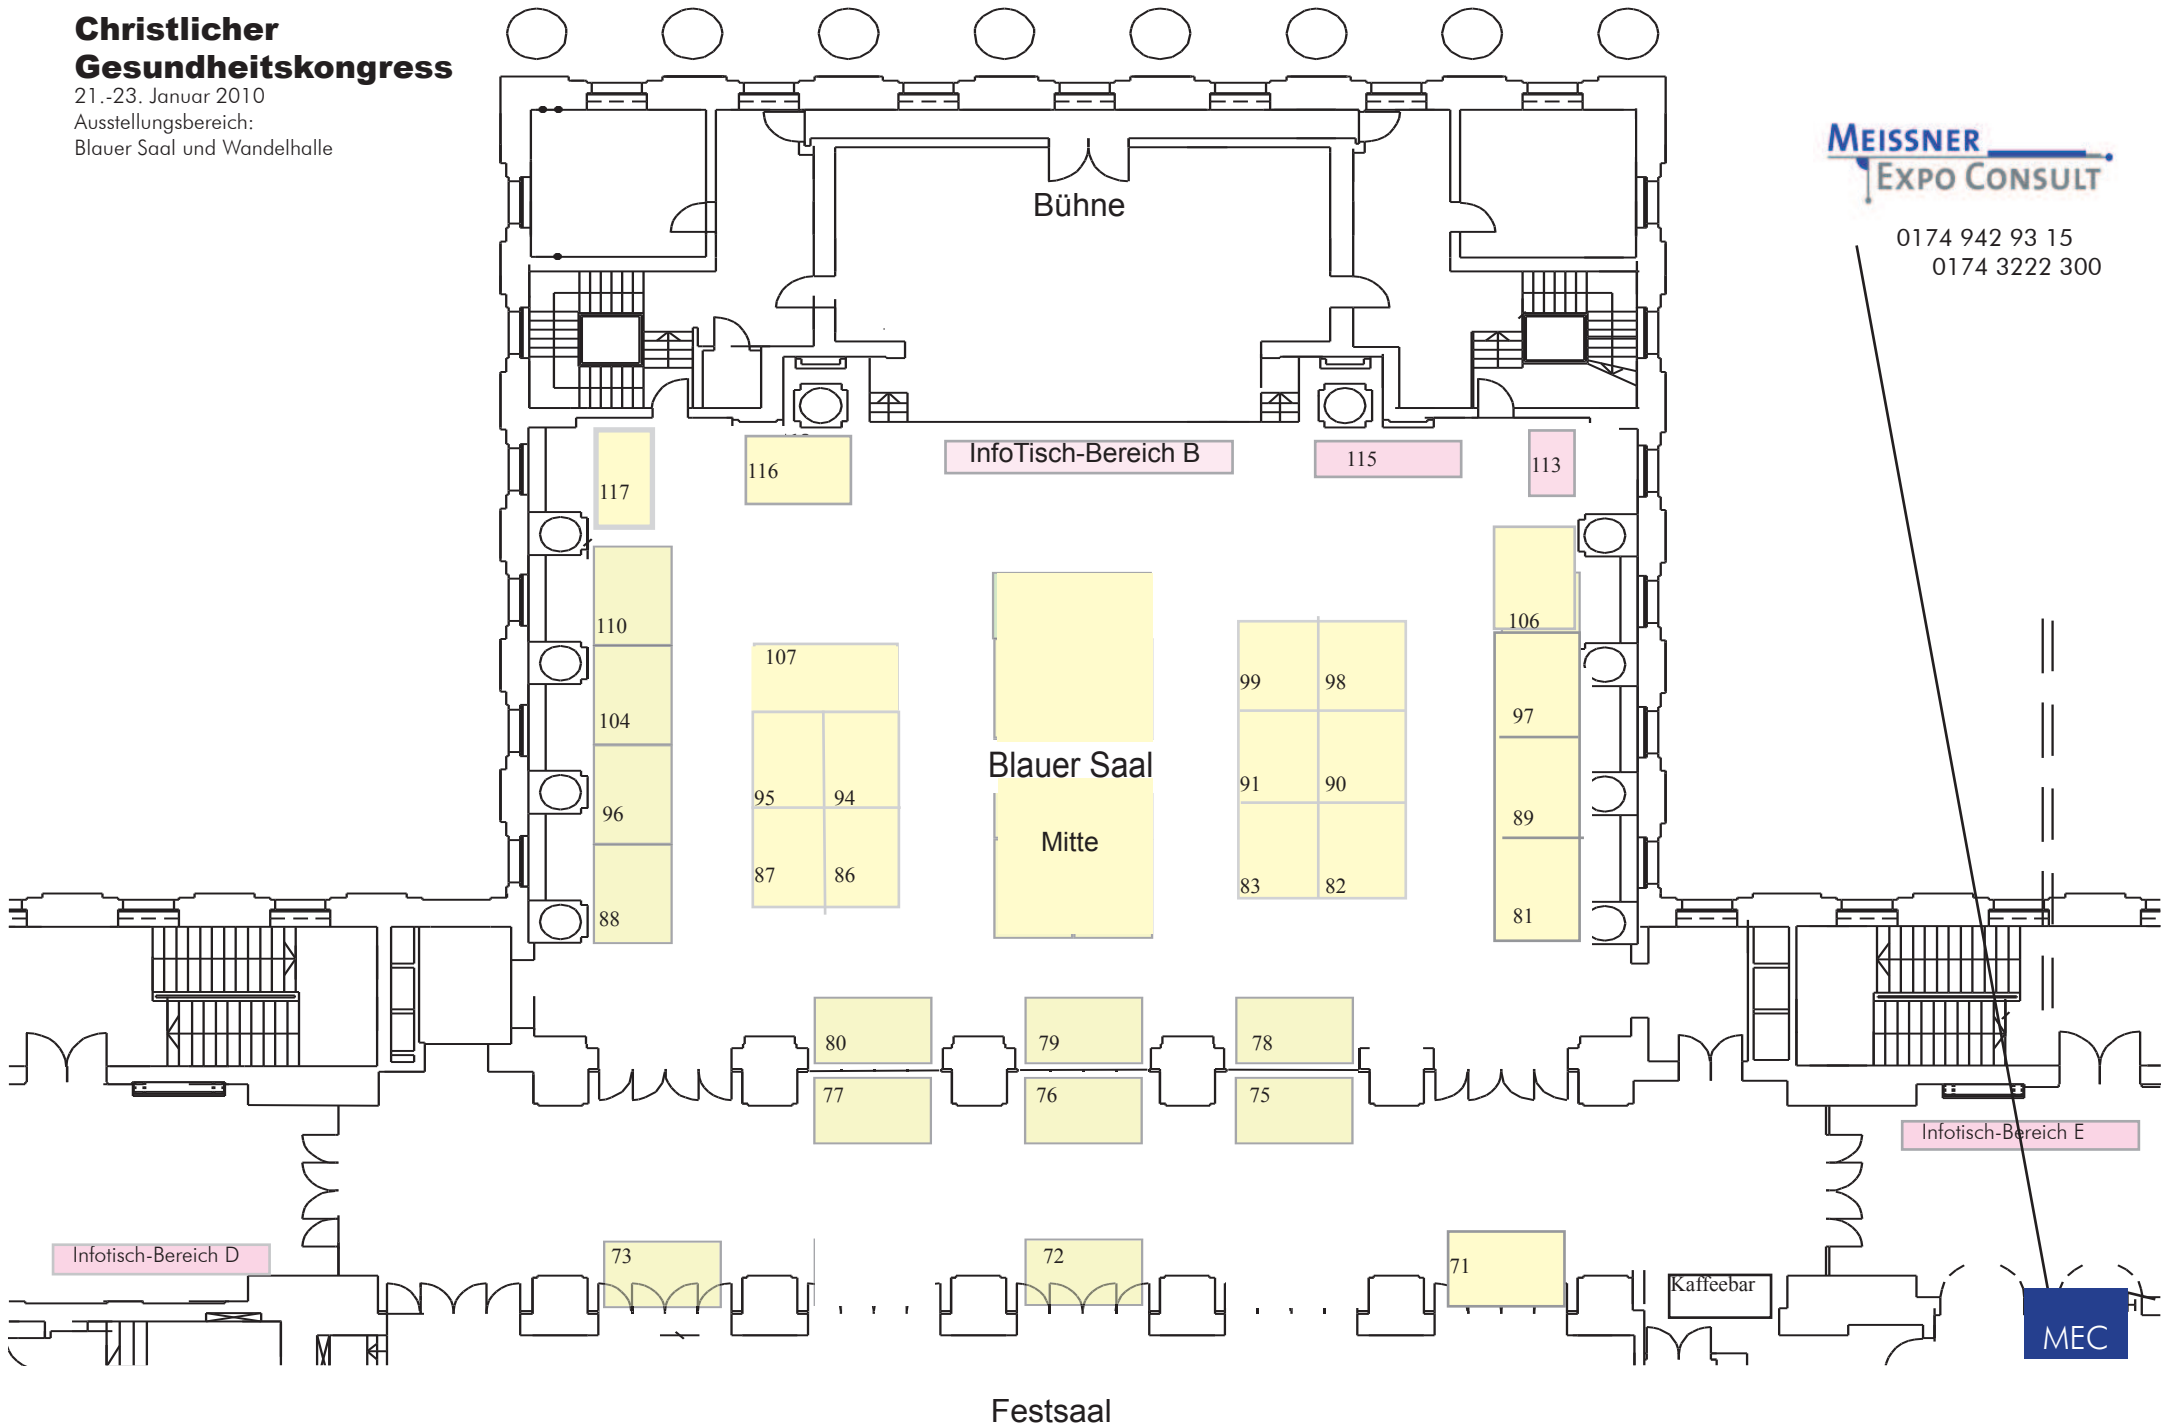 Christlicher
Gesundheitskongress
21.-23. Januar 2010
Ausstellungsbereich:
Blauer Saal und Wandelhalle
MEISSNER
EXPO CONSULT
0174 942 93 15
0174 3222 300
Bühne
InfoTisch-Bereich B
115
113
116
117
110
106
107
99
98
104
97
Blauer Saal
91
90
95
94
96
89
Mitte
87
86
83
82
88
81
80
79
78
77
76
75
Infotisch-Bereich E
Infotisch-Bereich D
73
72
71
Kaffeebar
MEC
Festsaal